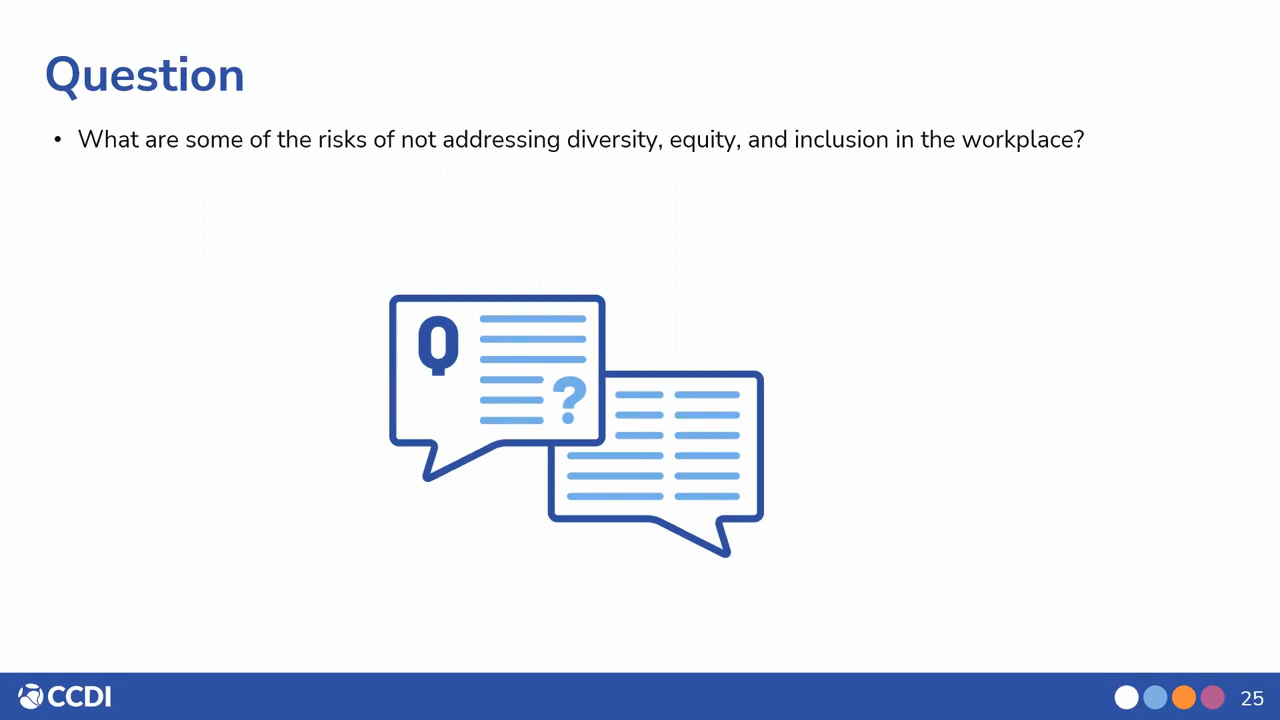 Question
• What are some of the risks of not addressing diversity, equity, and inclusion in the workplace?
Q
?
CCDI
25